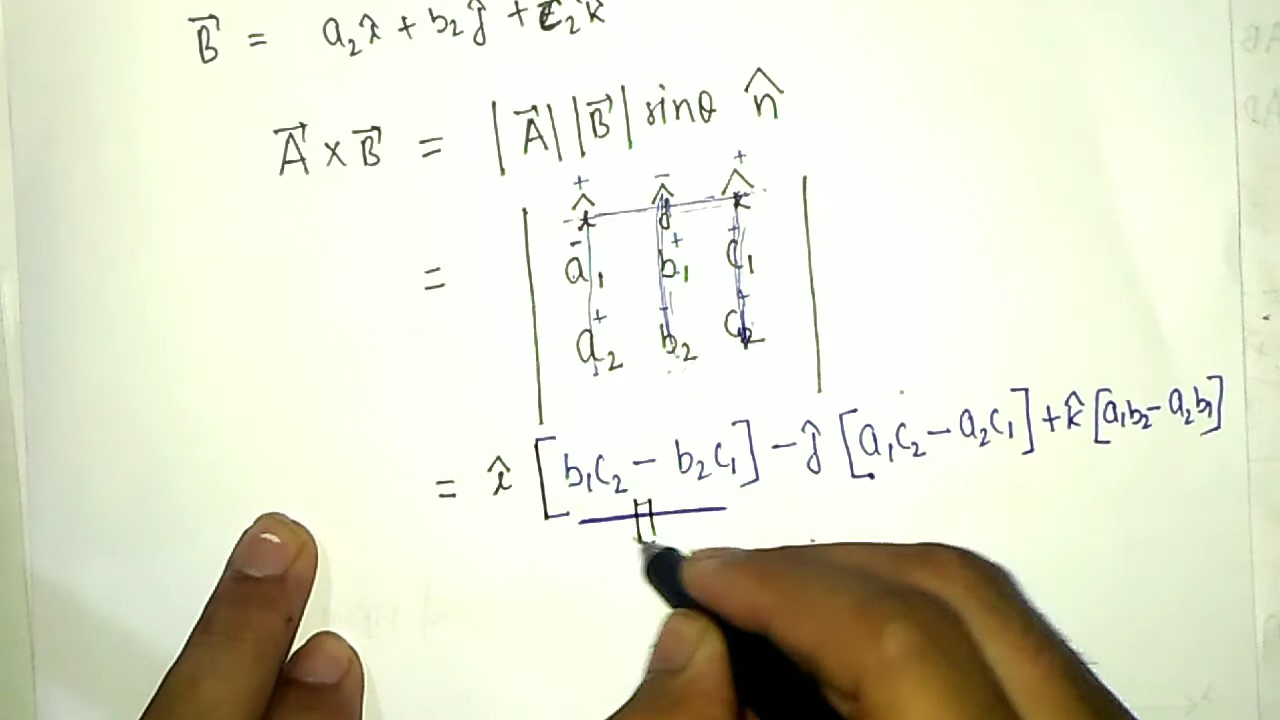 B⃗ = a₂î + b₂ĵ + c₂k̂
A⃗ × B⃗ = |A⃗| |B⃗| sinθ n̂
+ − +
= | î ĵ k̂ |
− + −
a₁ b₁ c₁
+ − +
a₂ b₂ c₂
= î [b₁c₂ − b₂c₁] − ĵ [a₁c₂ − a₂c₁] + k̂ [a₁b₂ − a₂b₁]